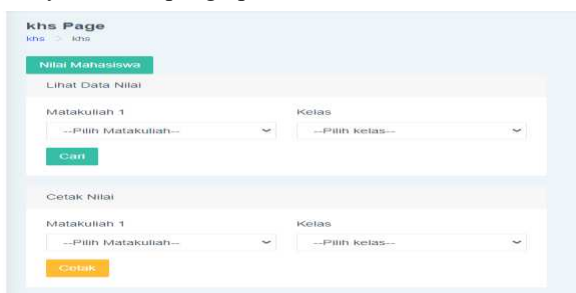 khs Page
khs > khs
Nilai Mahasiswa
Lihat Data Nilai
Matakuliah 1 Kelas
--Pilih Matakuliah-- --Pilih kelas--
Cari
Cetak Nilai
Matakuliah 1 Kelas
--Pilih Matakuliah-- --Pilih kelas--
Cetak